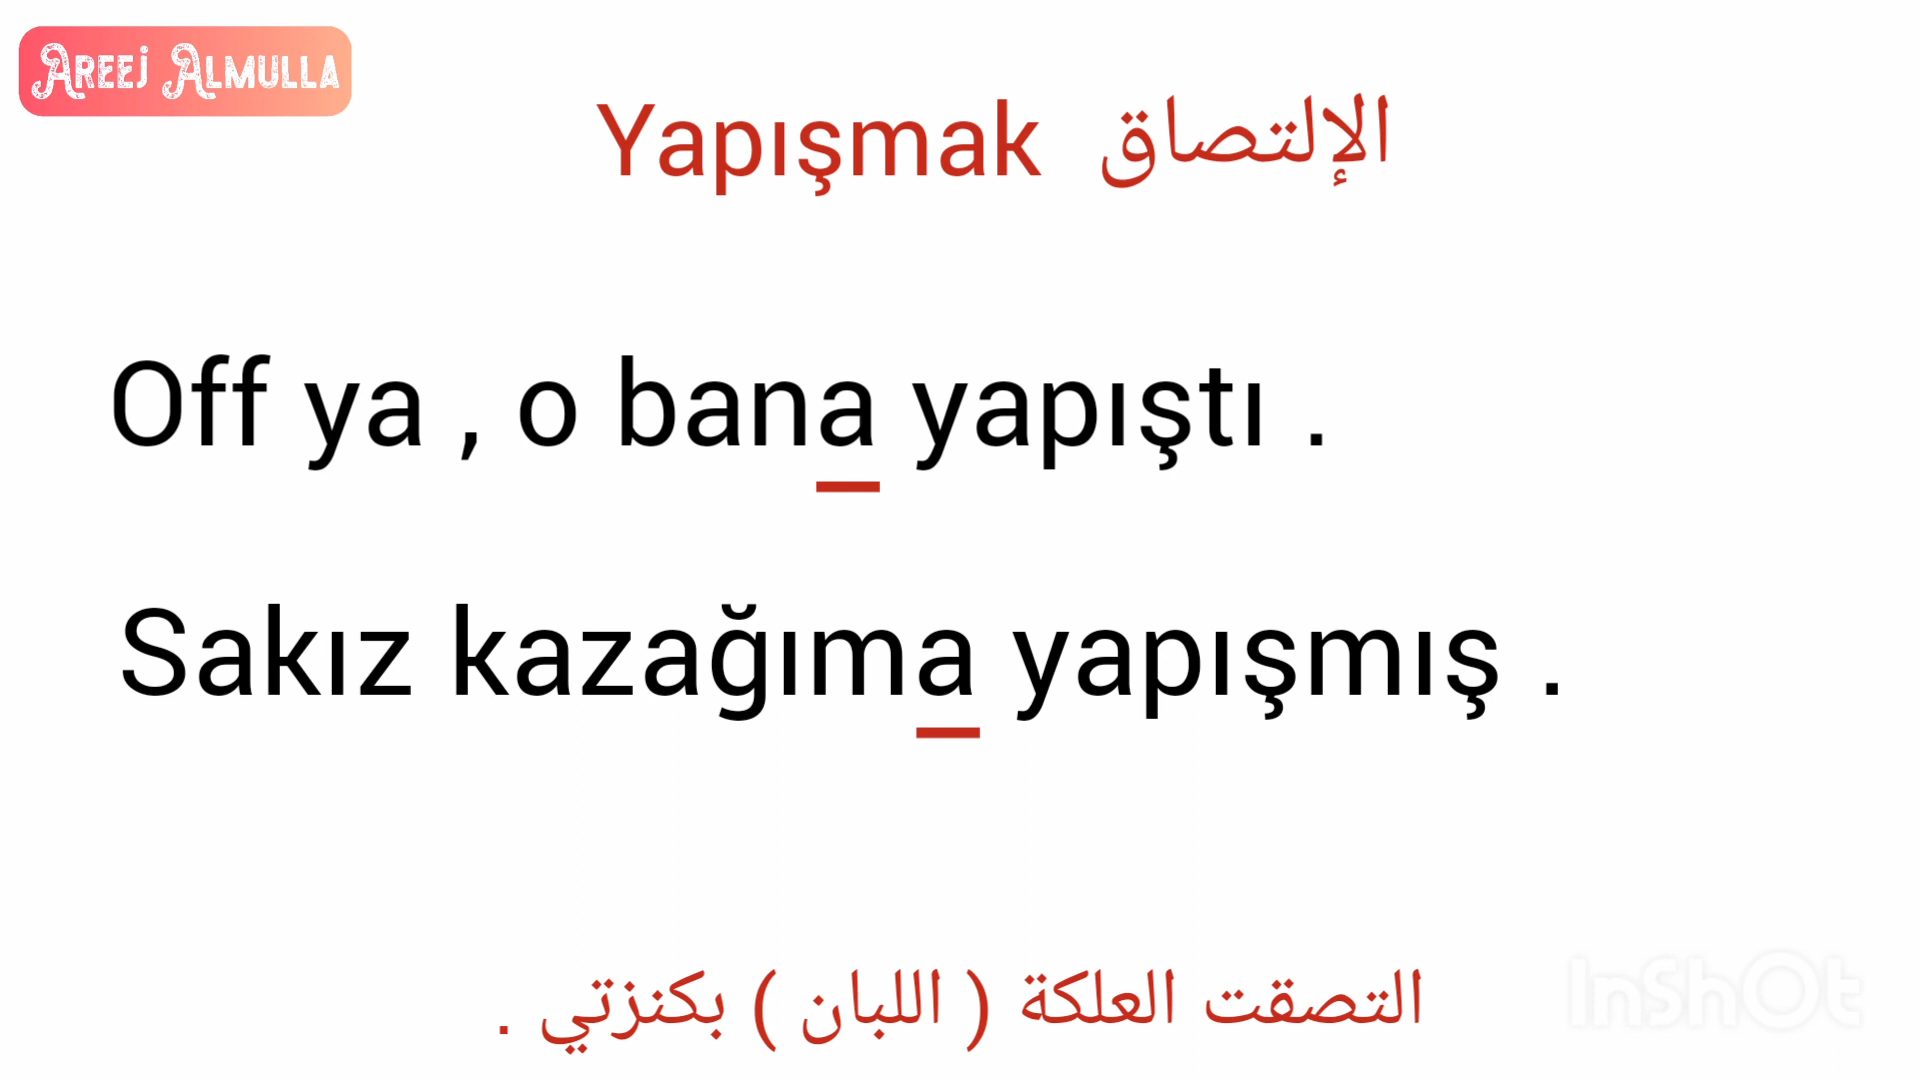 Areej Almulla
Yapışmak الإلتصاق
Off ya , o bana yapıştı .
Sakız kazağıma yapışmış .
التصقت العلكة ( اللبان ) بكنزتي .
InShOt